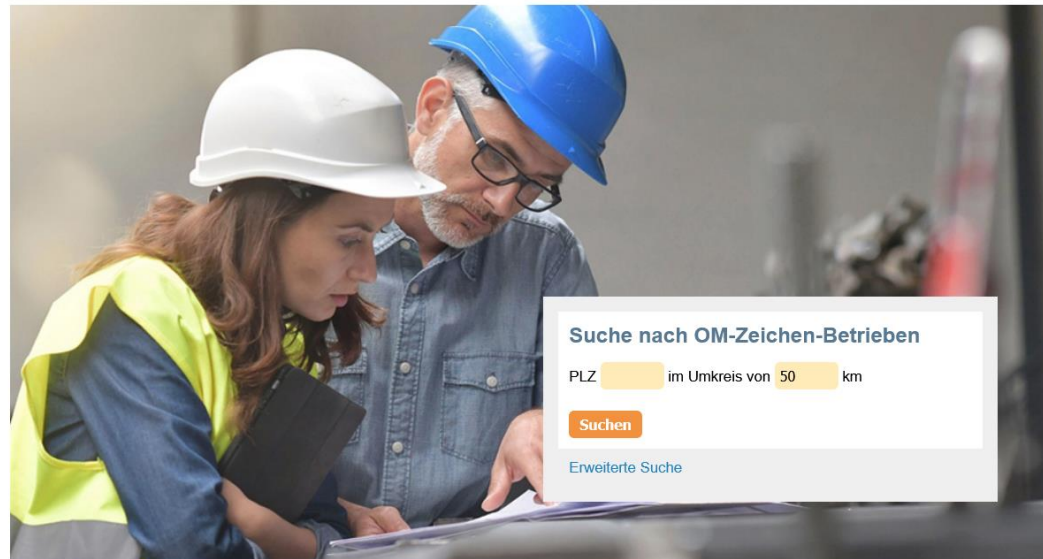 Suche nach OM-Zeichen-Betrieben
PLZ im Umkreis von 50 km
Suchen
Erweiterte Suche